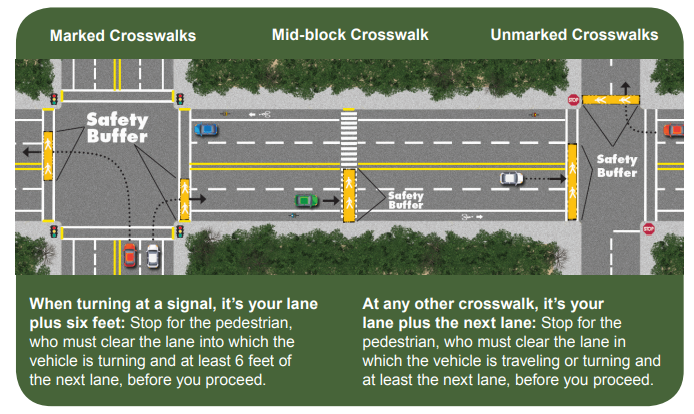 Marked Crosswalks
Mid-block Crosswalk
Unmarked Crosswalks
STOP
Safety
Buffer
Safety
Buffer
Safety
Buffer
STOP
When turning at a signal, it’s your lane
plus six feet: Stop for the pedestrian,
who must clear the lane into which the
vehicle is turning and at least 6 feet of
the next lane, before you proceed.
At any other crosswalk, it’s your
lane plus the next lane: Stop for the
pedestrian, who must clear the lane in
which the vehicle is traveling or turning and
at least the next lane, before you proceed.